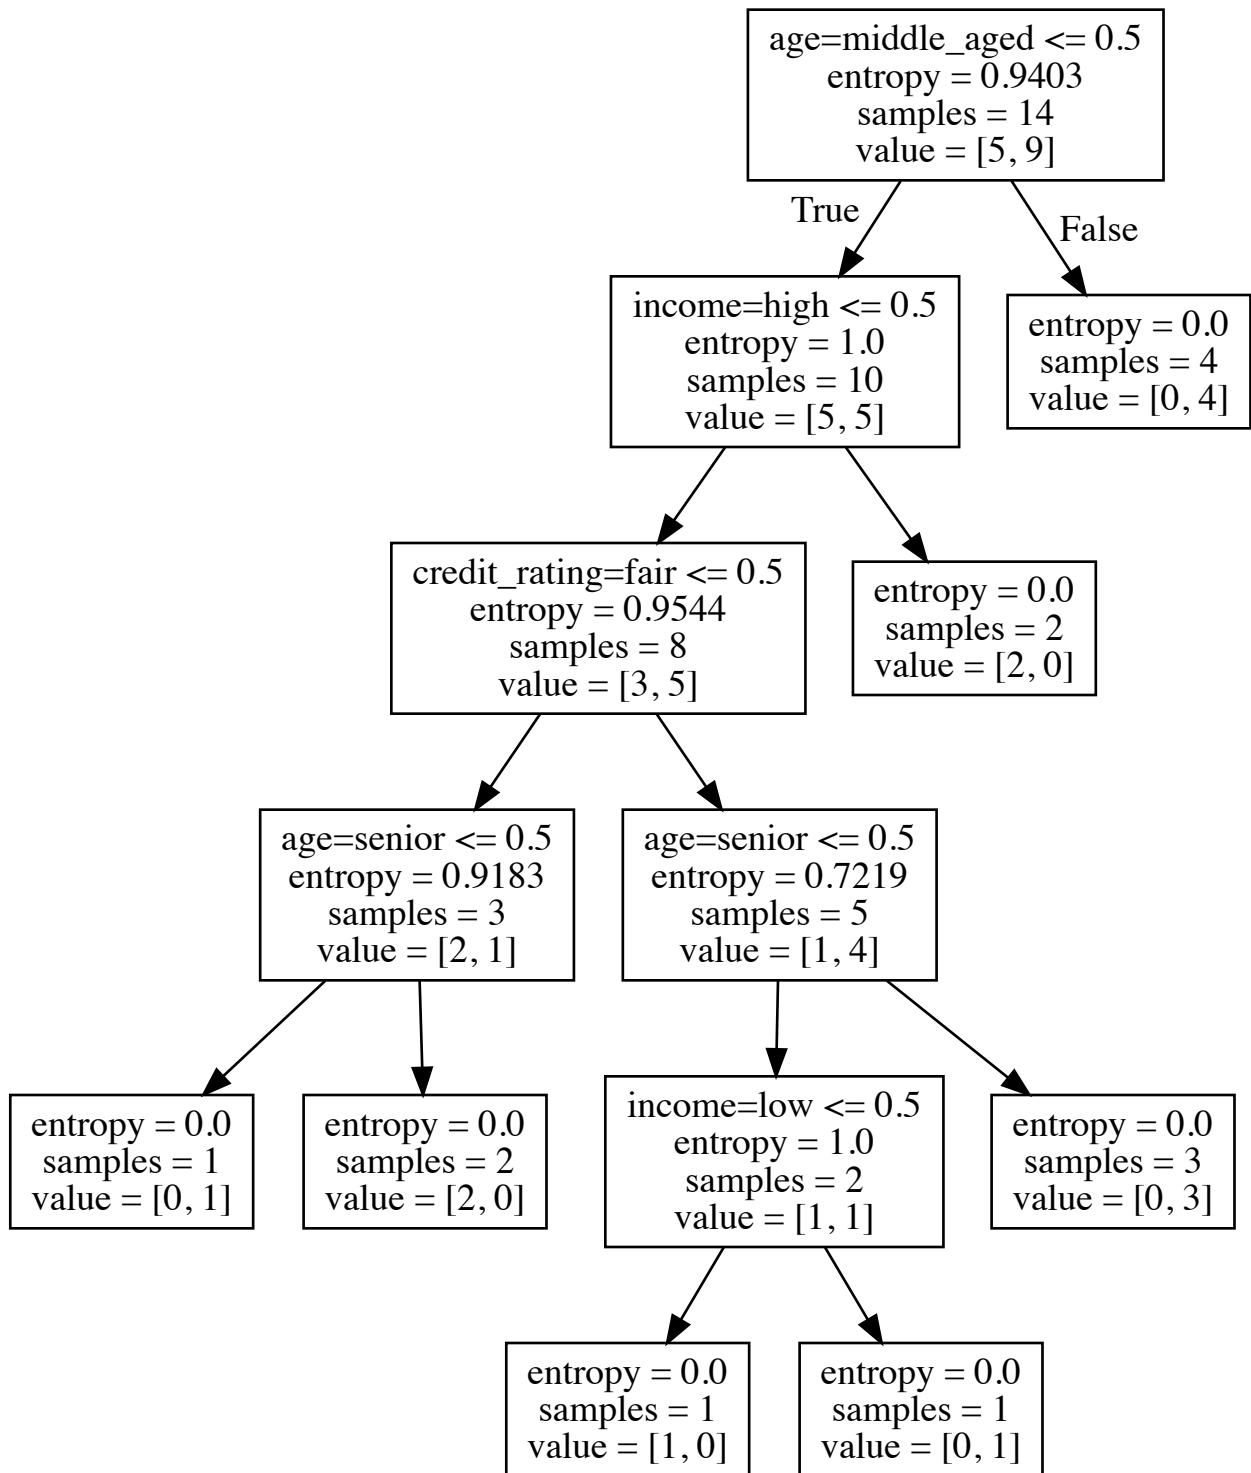 age=middle_aged <= 0.5
entropy = 0.9403
samples = 14
value = [5, 9]
True
False
income=high <= 0.5
entropy = 1.0
samples = 10
value = [5, 5]
entropy = 0.0
samples = 4
value = [0, 4]
credit_rating=fair <= 0.5
entropy = 0.9544
samples = 8
value = [3, 5]
entropy = 0.0
samples = 2
value = [2, 0]
age=senior <= 0.5
entropy = 0.9183
samples = 3
value = [2, 1]
age=senior <= 0.5
entropy = 0.7219
samples = 5
value = [1, 4]
entropy = 0.0
samples = 1
value = [0, 1]
entropy = 0.0
samples = 2
value = [2, 0]
income=low <= 0.5
entropy = 1.0
samples = 2
value = [1, 1]
entropy = 0.0
samples = 3
value = [0, 3]
entropy = 0.0
samples = 1
value = [1, 0]
entropy = 0.0
samples = 1
value = [0, 1]